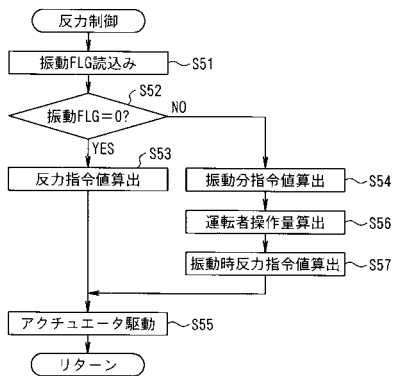 反力制御
振動FLG読込み
S51
振動FLG=0?
S52
NO
YES
反力指令値算出
S53
振動分指令値算出
S54
運転者操作量算出
S56
振動時反力指令値算出
S57
アクチュエータ駆動
S55
リターン